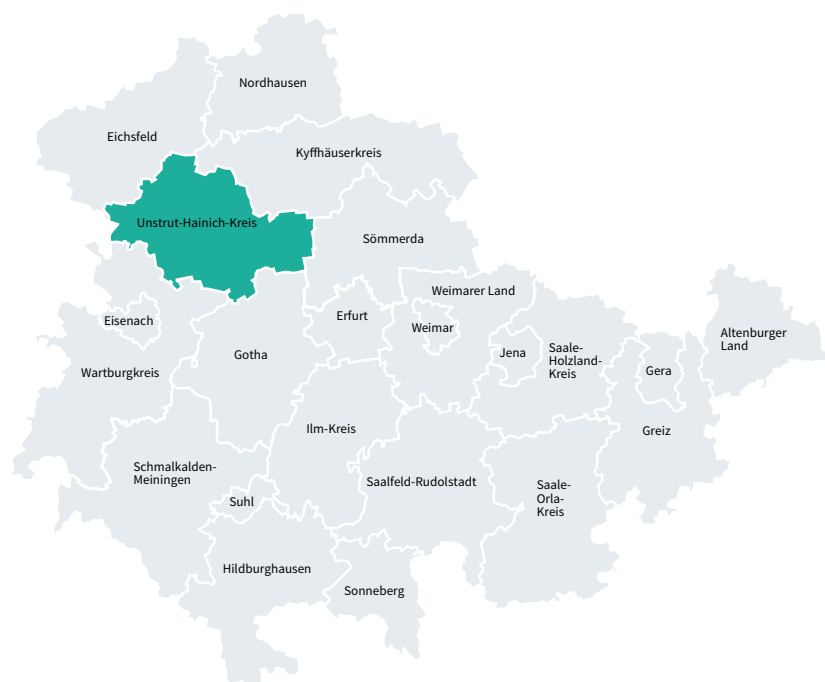 Nordhausen
Eichsfeld
Kyffhäuserkreis
Unstrut-Hainich-Kreis
Sömmerda
Weimarer Land
Eisenach
Erfurt
Weimar
Altenburger
Land
Gotha
Jena
Saale-
Holzland-
Kreis
Wartburgkreis
Gera
Ilm-Kreis
Greiz
Schmalkalden-
Meiningen
Saalfeld-Rudolstadt
Saale-
Orla-
Kreis
Suhl
Hildburghausen
Sonneberg